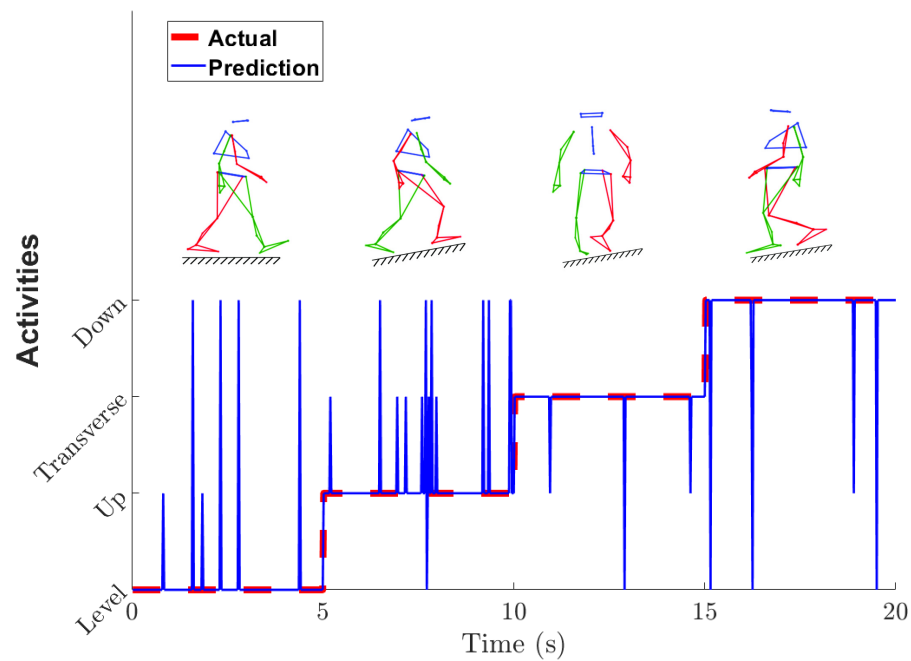 Actual
Prediction
Activities
Down
Transverse
Up
Level
0
5
10
15
20
Time (s)